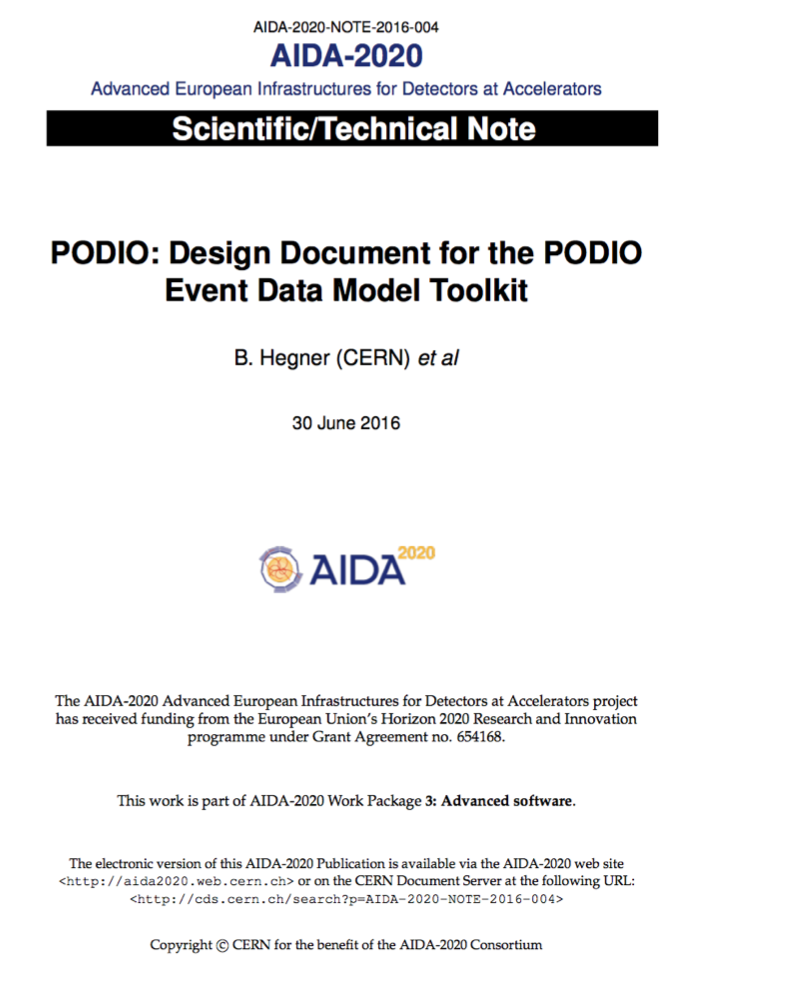 AIDA-2020-NOTE-2016-004
AIDA-2020
Advanced European Infrastructures for Detectors at Accelerators
Scientific/Technical Note
PODIO: Design Document for the PODIO
Event Data Model Toolkit
B. Hegner (CERN) et al
30 June 2016
AIDA2020
The AIDA-2020 Advanced European Infrastructures for Detectors at Accelerators project
has received funding from the European Union's Horizon 2020 Research and Innovation
programme under Grant Agreement no. 654168.
This work is part of AIDA-2020 Work Package 3: Advanced software.
The electronic version of this AIDA-2020 Publication is available via the AIDA-2020 web site
<http://aida2020.web.cern.ch> or on the CERN Document Server at the following URL:
<http://cds.cern.ch/search?p=AIDA-2020-NOTE-2016-004>
Copyright © CERN for the benefit of the AIDA-2020 Consortium